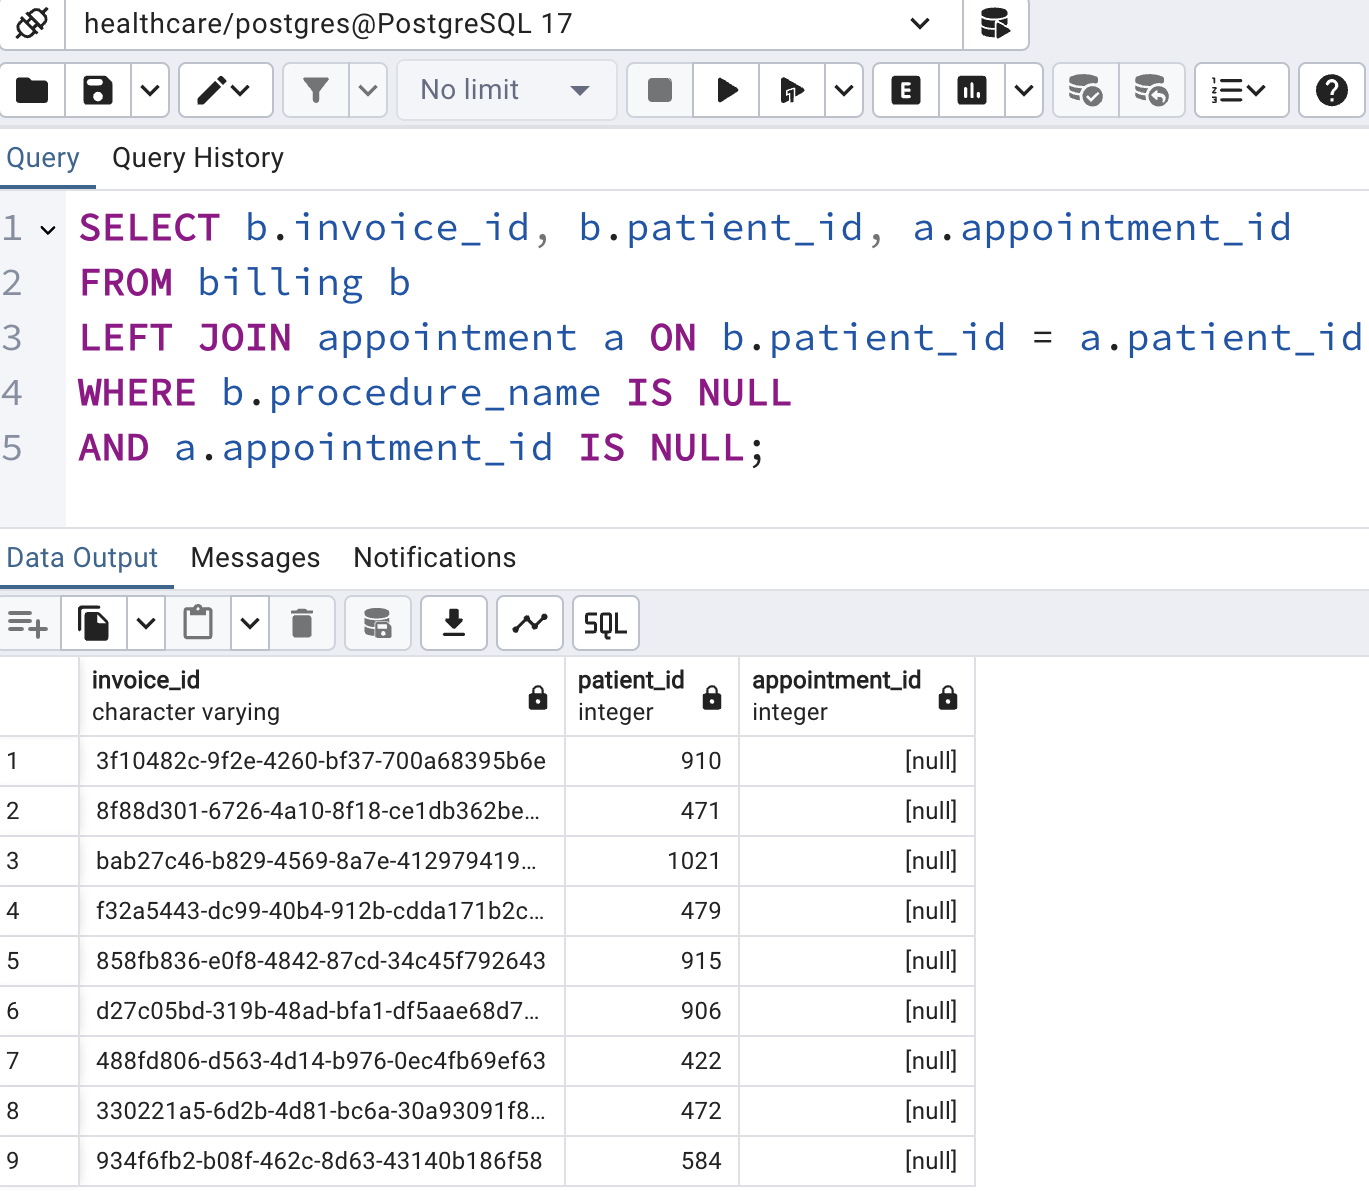 healthcare/postgres@PostgreSQL 17
No limit
E
1
2
3
?
Query Query History
1 SELECT b.invoice_id, b.patient_id, a.appointment_id
2 FROM billing b
3 LEFT JOIN appointment a ON b.patient_id = a.patient_id
4 WHERE b.procedure_name IS NULL
5 AND a.appointment_id IS NULL;
Data Output Messages Notifications
SQL
invoice_id patient_id appointment_id
character varying integer integer
1 3f10482c-9f2e-4260-bf37-700a68395b6e 910 [null]
2 8f88d301-6726-4a10-8f18-ce1db362be… 471 [null]
3 bab27c46-b829-4569-8a7e-412979419… 1021 [null]
4 f32a5443-dc99-40b4-912b-cdda171b2c… 479 [null]
5 858fb836-e0f8-4842-87cd-34c45f792643 915 [null]
6 d27c05bd-319b-48ad-bfa1-df5aae68d7… 906 [null]
7 488fd806-d563-4d14-b976-0ec4fb69ef63 422 [null]
8 330221a5-6d2b-4d81-bc6a-30a93091f8… 472 [null]
9 934f6fb2-b08f-462c-8d63-43140b186f58 584 [null]